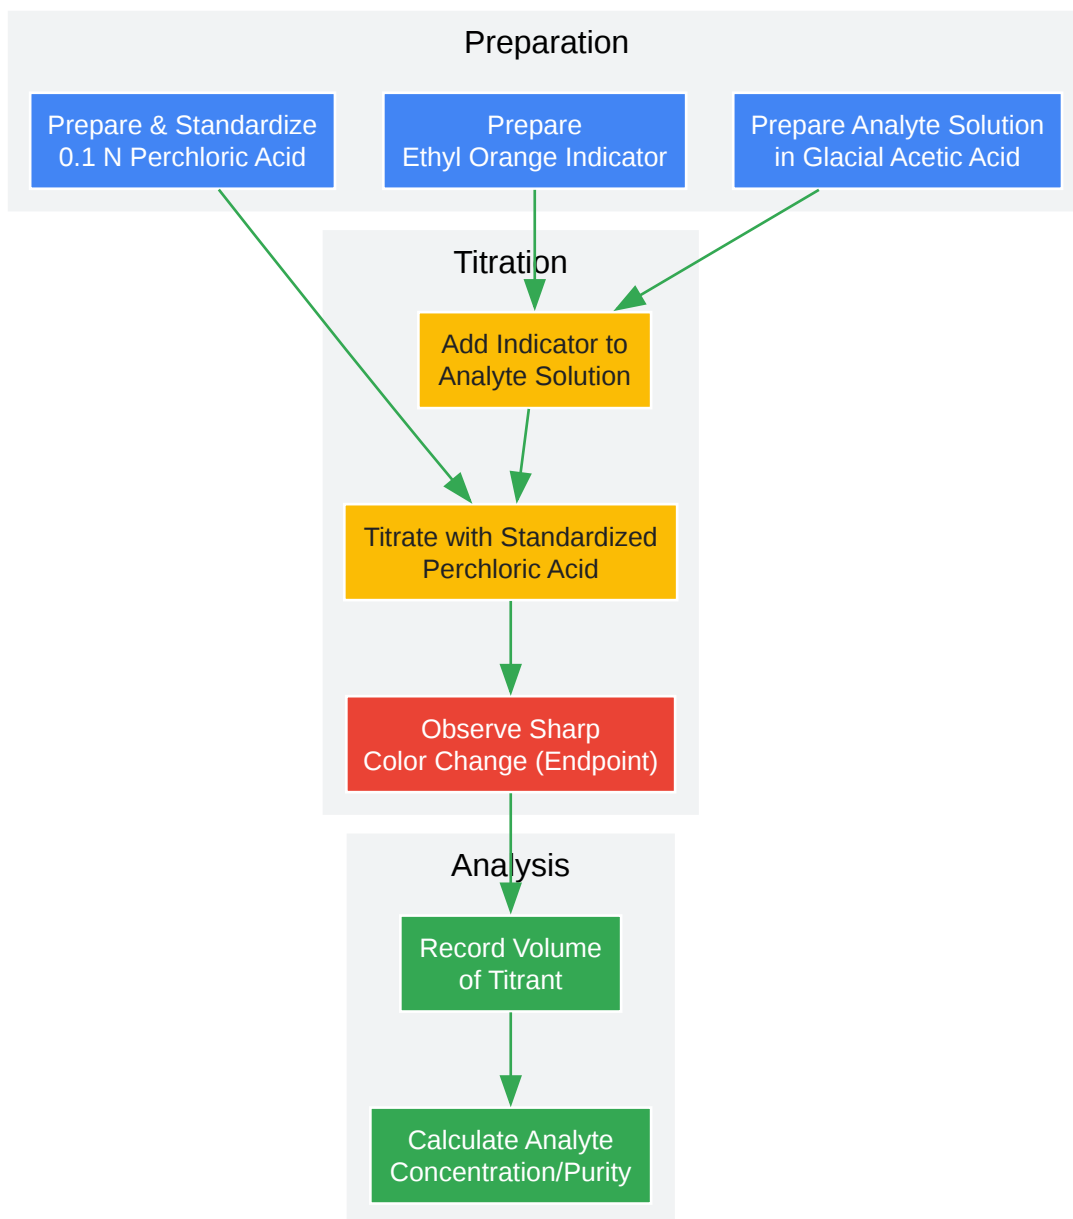 Preparation
Prepare & Standardize
0.1 N Perchloric Acid
Prepare
Ethyl Orange Indicator
Prepare Analyte Solution
in Glacial Acetic Acid
Titration
Add Indicator to
Analyte Solution
Titrate with Standardized
Perchloric Acid
Observe Sharp
Color Change (Endpoint)
Analysis
Record Volume
of Titrant
Calculate Analyte
Concentration/Purity